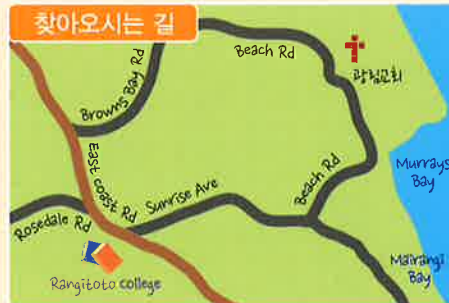 찾아오시는 길
Beach Rd
광림교회
Browns Bay Rd
East coast Rd
Murrays
Bay
Sunrise Ave
Beach Rd
Rosedale Rd
Mairangi
Bay
Rangitoto college